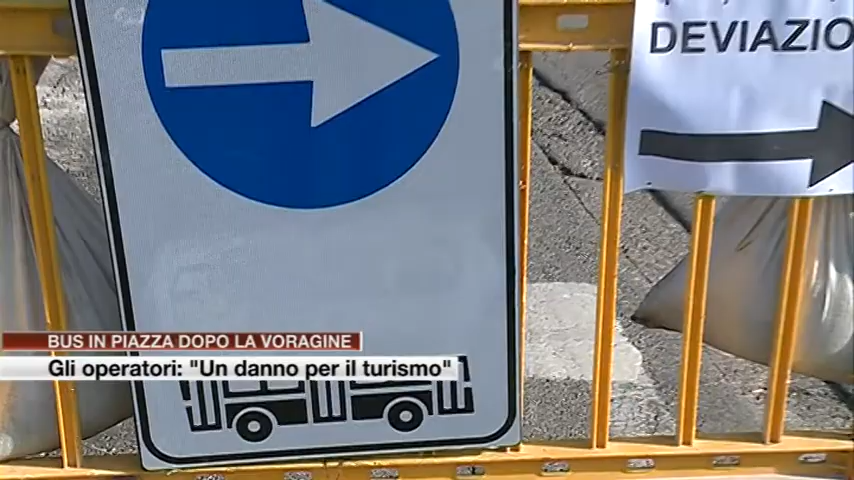 DEVIAZIO
BUS IN PIAZZA DOPO LA VORAGINE
Gli operatori: "Un danno per il turismo"